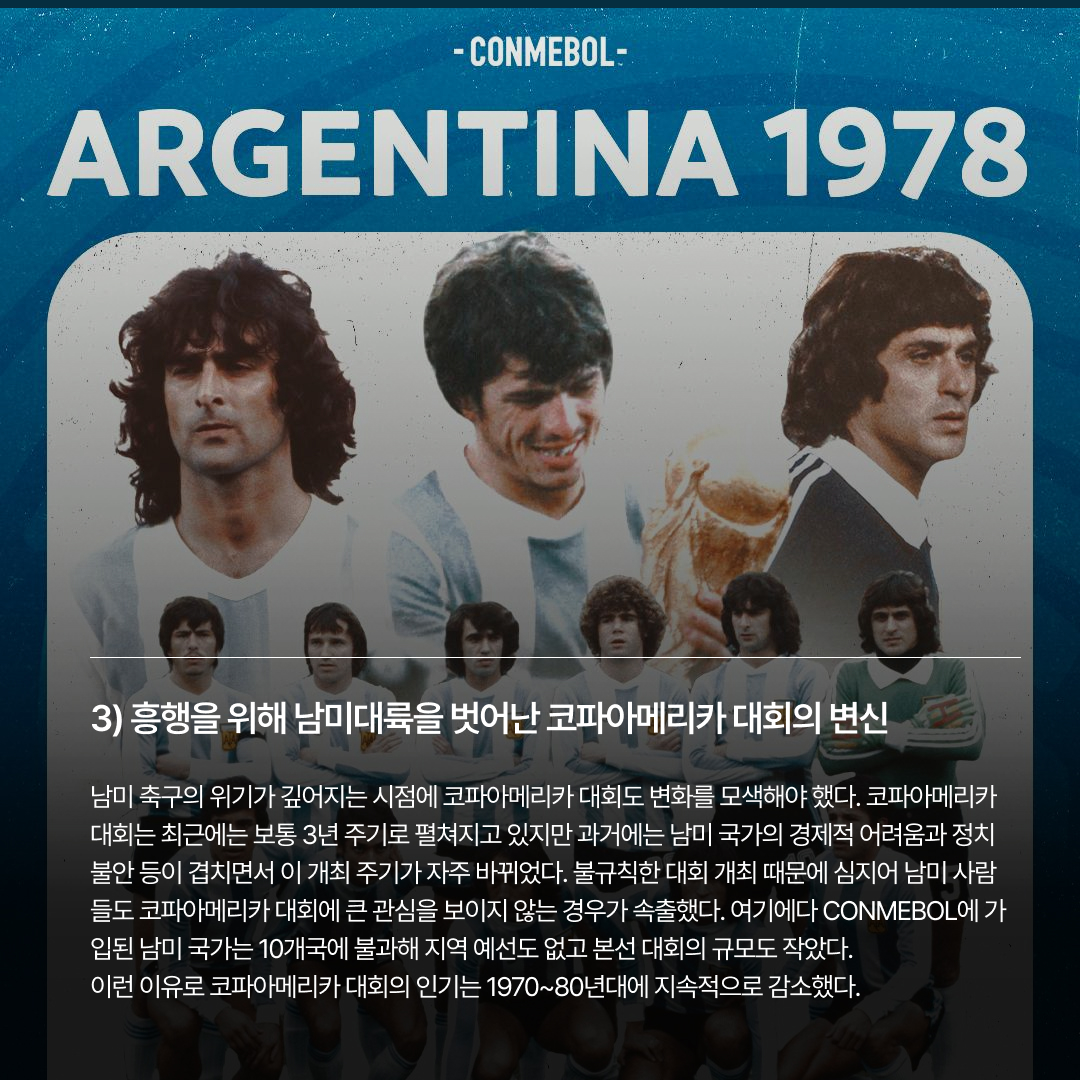 - CONMEBOL -
ARGENTINA 1978
3) 흥행을 위해 남미대륙을 벗어난 코파아메리카 대회의 변신
남미 축구의 위기가 깊어지는 시점에 코파아메리카 대회도 변화를 모색해야 했다. 코파아메리카
대회는 최근에는 보통 3년 주기로 펼쳐지고 있지만 과거에는 남미 국가의 경제적 어려움과 정치
불안 등이 겹치면서 이 개최 주기가 자주 바뀌었다. 불규칙한 대회 개최 때문에 심지어 남미 사람
들도 코파아메리카 대회에 큰 관심을 보이지 않는 경우가 속출했다. 여기에다 CONMEBOL에 가
입된 남미 국가는 10개국에 불과해 지역 예선도 없고 본선 대회의 규모도 작았다.
이런 이유로 코파아메리카 대회의 인기는 1970~80년대에 지속적으로 감소했다.